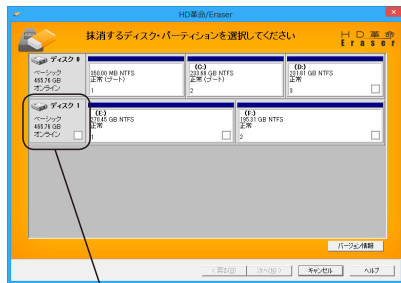 HD革命/Eraser
抹消するディスク・パーティションを選択してください
HD革命
Eraser
ディスク 0
ベーシック
465.76 GB
オンライン
350.00 MB NTFS
正常 (ブート)
1
(C:)
233.60 GB NTFS
正常 (ブート)
2
(D:)
231.81 GB NTFS
正常
3
ディスク 1
ベーシック
465.76 GB
オンライン
(E:)
270.45 GB NTFS
正常
1
(F:)
195.31 GB NTFS
正常
2
バージョン情報
< 戻る(B)
次へ(N) >
キャンセル
ヘルプ